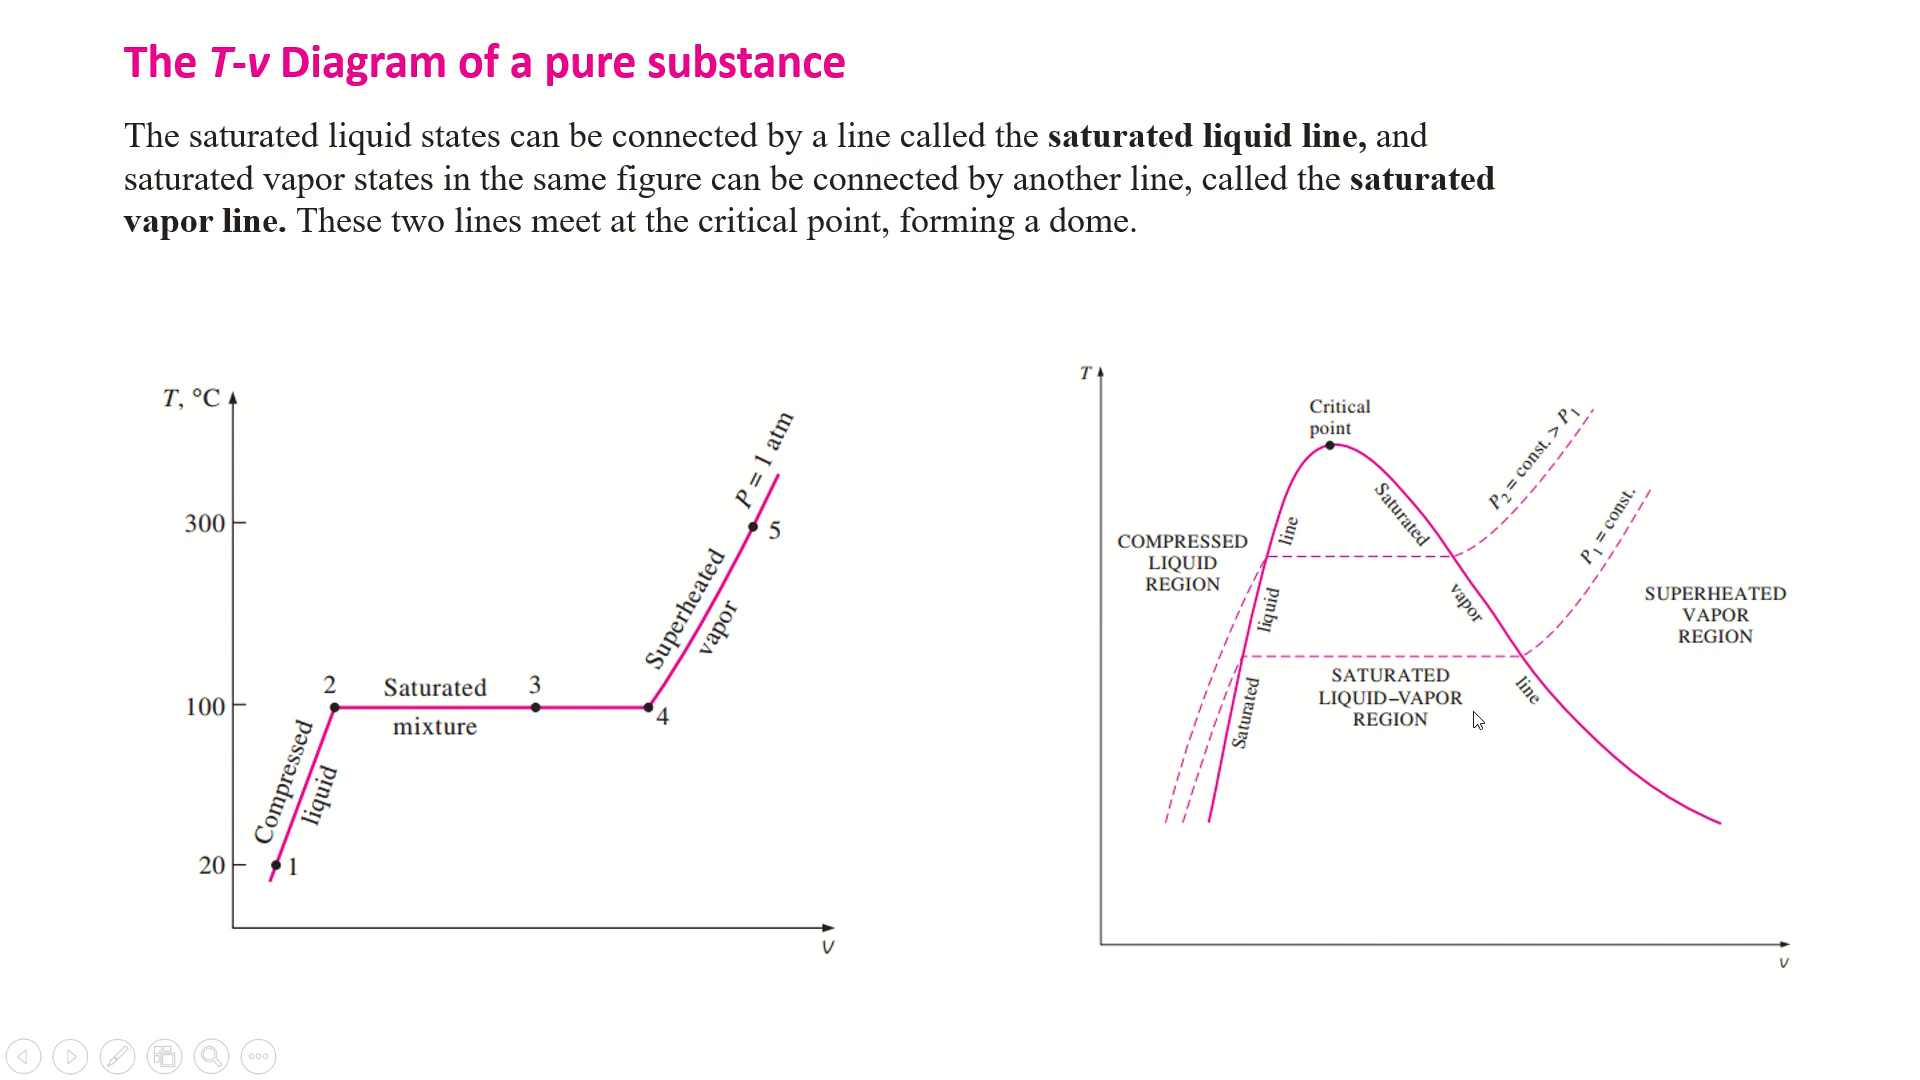 The T-v Diagram of a pure substance
The saturated liquid states can be connected by a line called the saturated liquid line, and
saturated vapor states in the same figure can be connected by another line, called the saturated
vapor line. These two lines meet at the critical point, forming a dome.
T, °C
300
100
20
1
2
3
4
5
Compressed
liquid
Saturated
mixture
Superheated
vapor
P = 1 atm
v
T
Critical
point
P₂ = const. > P₁
P₁ = const.
COMPRESSED
LIQUID
REGION
Saturated liquid line
Saturated vapor line
SATURATED
LIQUID–VAPOR
REGION
SUPERHEATED
VAPOR
REGION
v